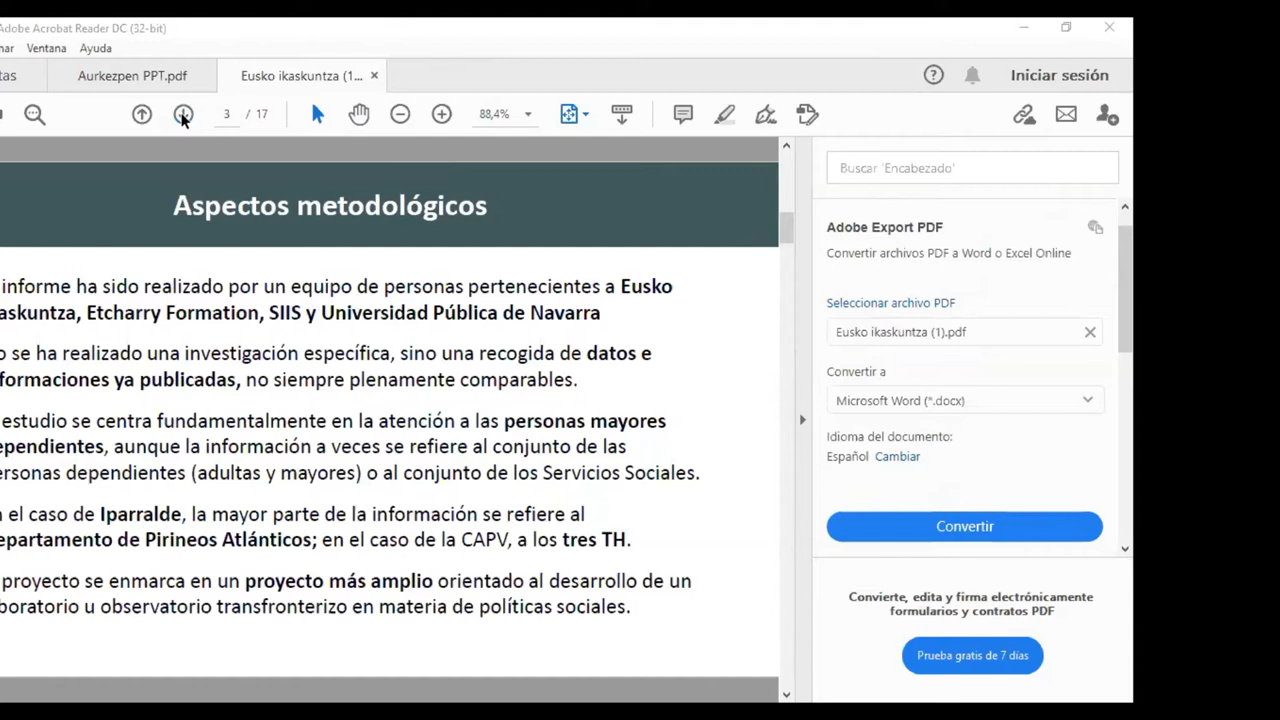 Adobe Acrobat Reader DC (32-bit)
nar Ventana Ayuda
tas Aurkezpen PPT.pdf Eusko ikaskuntza (1... Iniciar sesión
3 / 17 88,4%
Aspectos metodológicos
informe ha sido realizado por un equipo de personas pertenecientes a Eusko
askuntza, Etcharry Formation, SIIS y Universidad Pública de Navarra
o se ha realizado una investigación específica, sino una recogida de datos e
formaciones ya publicadas, no siempre plenamente comparables.
estudio se centra fundamentalmente en la atención a las personas mayores
ependientes, aunque la información a veces se refiere al conjunto de las
ersonas dependientes (adultas y mayores) o al conjunto de los Servicios Sociales.
n el caso de Iparralde, la mayor parte de la información se refiere al
epartamento de Pirineos Atlánticos; en el caso de la CAPV, a los tres TH.
proyecto se enmarca en un proyecto más amplio orientado al desarrollo de un
boratorio u observatorio transfronterizo en materia de políticas sociales.
Buscar 'Encabezado'
Adobe Export PDF
Convertir archivos PDF a Word o Excel Online
Seleccionar archivo PDF
Eusko ikaskuntza (1).pdf
Convertir a
Microsoft Word (*.docx)
Idioma del documento:
Español Cambiar
Convertir
Convierte, edita y firma electrónicamente
formularios y contratos PDF
Prueba gratis de 7 días